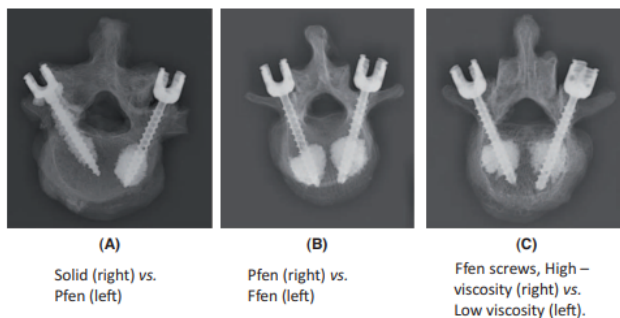 (A)
Solid (right) vs.
Pfen (left)
(B)
Pfen (right) vs.
Ffen (left)
(C)
Ffen screws, High –
viscosity (right) vs.
Low viscosity (left).